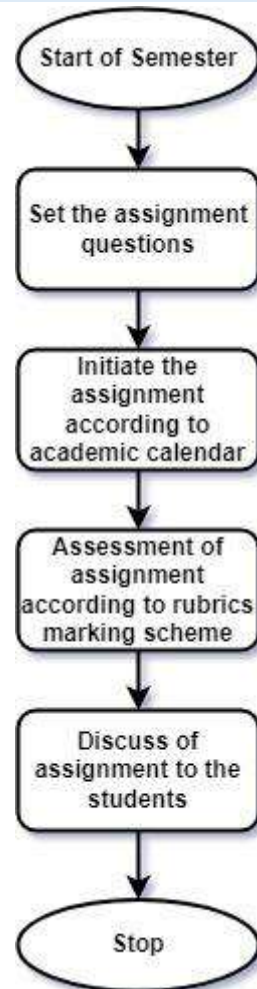 Start of Semester
Set the assignment
questions
Initiate the
assignment
according to
academic calendar
Assessment of
assignment
according to rubrics
marking scheme
Discuss of
assignment to the
students
Stop